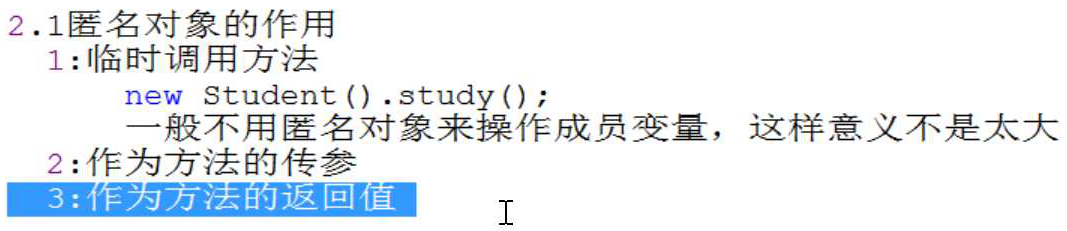 2.1匿名对象的作用
1:临时调用方法
new Student().study();
一般不用匿名对象来操作成员变量，这样意义不是太大
2:作为方法的传参
3:作为方法的返回值